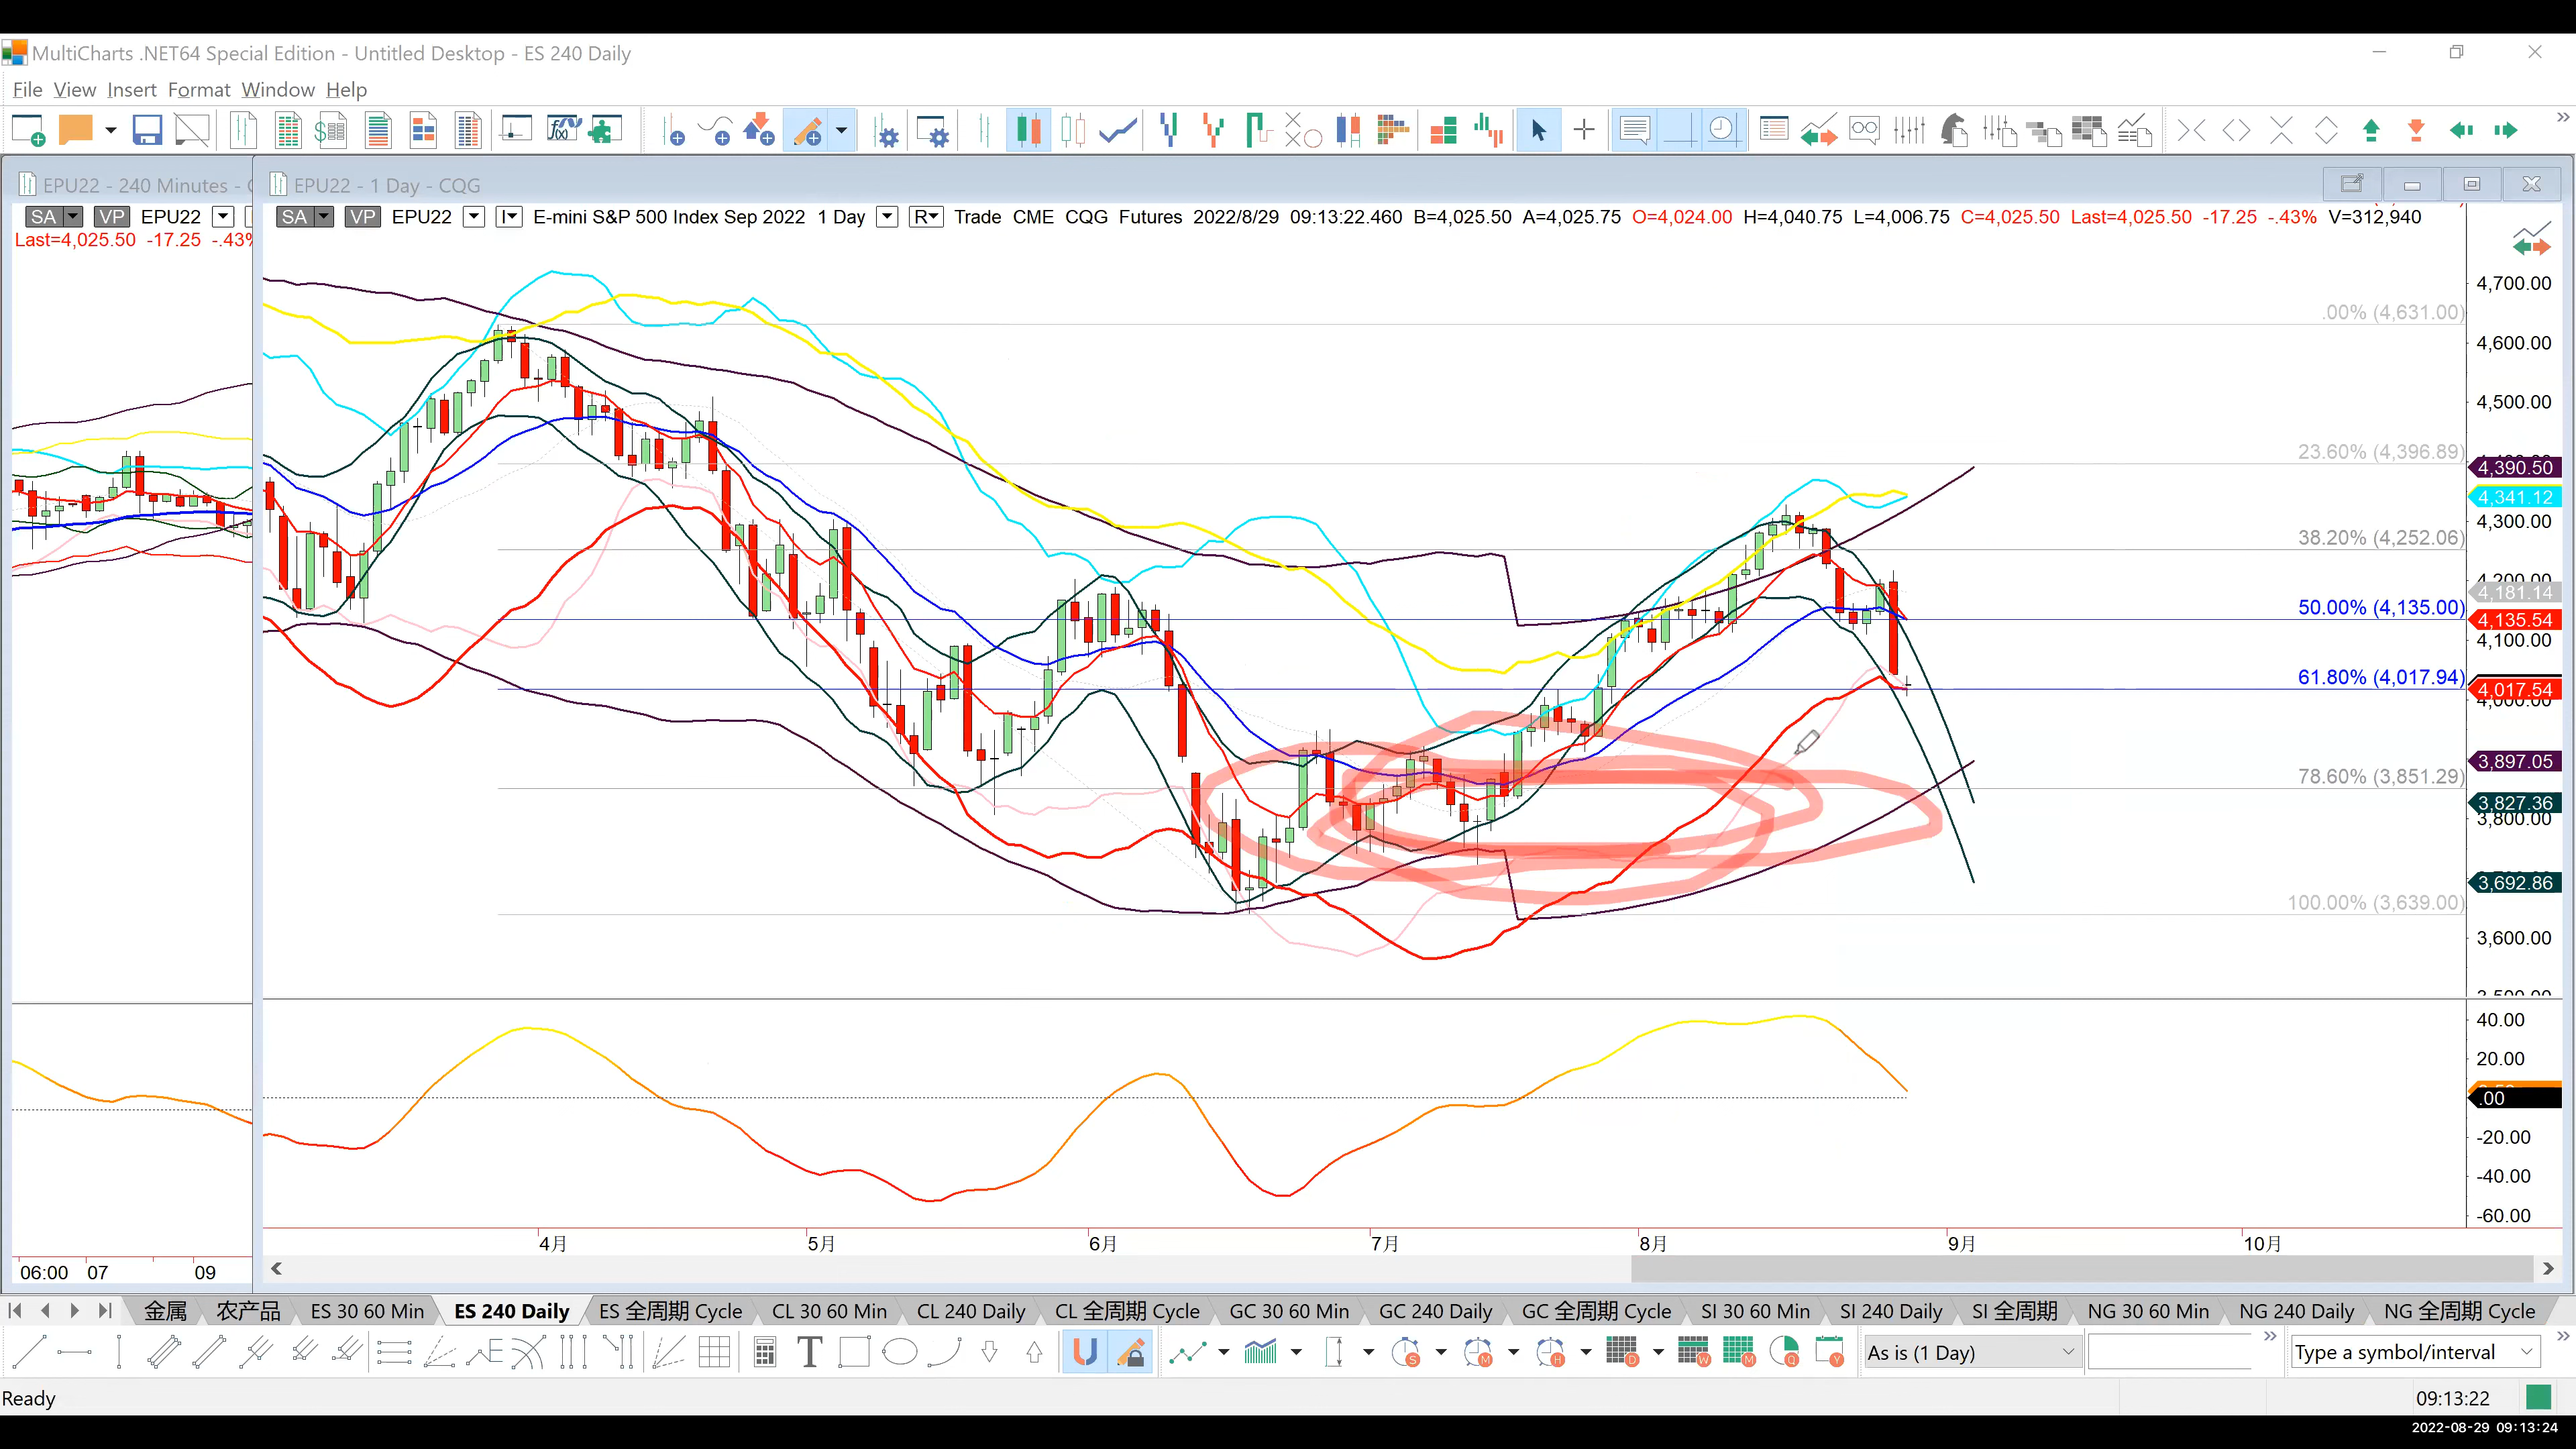 MultiCharts .NET64 Special Edition - Untitled Desktop - ES 240 Daily
File View Insert Format Window Help
EPU22 - 240 Minutes -
EPU22 - 1 Day - CQG
SA VP EPU22
Last=4,025.50 -17.25 -.43%
SA VP EPU22 E-mini S&P 500 Index Sep 2022 1 Day R Trade CME CQG Futures 2022/8/29 09:13:22.460 B=4,025.50 A=4,025.75 O=4,024.00 H=4,040.75 L=4,006.75 C=4,025.50 Last=4,025.50 -17.25 -.43% V=312,940
4,700.00
.00% (4,631.00)
4,600.00
4,500.00
23.60% (4,396.89)
4,390.50
4,341.12
4,300.00
38.20% (4,252.06)
4,200.00
4,181.14
50.00% (4,135.00)
4,135.54
4,100.00
61.80% (4,017.94)
4,017.54
4,000.00
3,897.05
78.60% (3,851.29)
3,827.36
3,800.00
3,692.86
100.00% (3,639.00)
3,600.00
40.00
20.00
.00
-20.00
-40.00
-60.00
4月 5月 6月 7月 8月 9月 10月
06:00 07 09
金属 农产品 ES 30 60 Min ES 240 Daily ES 全周期 Cycle CL 30 60 Min CL 240 Daily CL 全周期 Cycle GC 30 60 Min GC 240 Daily GC 全周期 Cycle SI 30 60 Min SI 240 Daily SI 全周期 NG 30 60 Min NG 240 Daily NG 全周期 Cycle
As is (1 Day)
Type a symbol/interval
Ready
09:13:22
2022-08-29 09:13:24